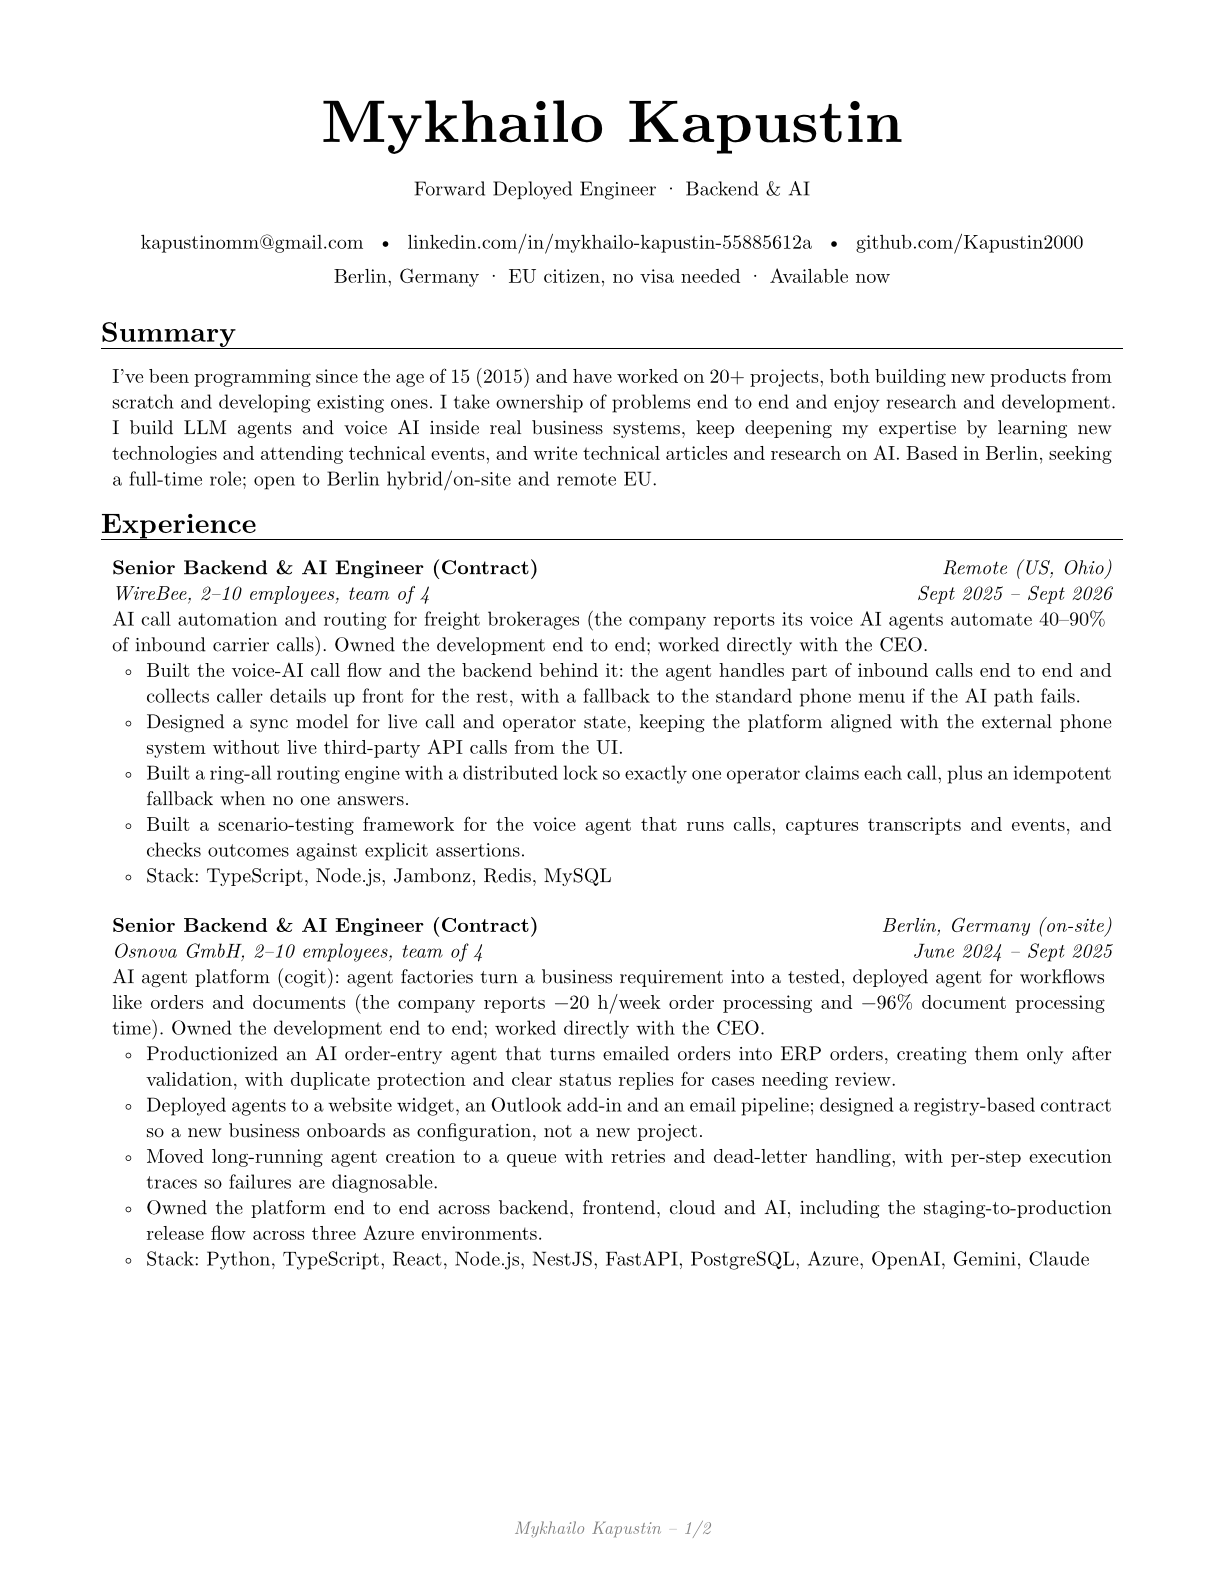 Mykhailo Kapustin
Forward Deployed Engineer · Backend & AI
kapustinomm@gmail.com • linkedin.com/in/mykhailo-kapustin-55885612a • github.com/Kapustin2000
Berlin, Germany · EU citizen, no visa needed · Available now
Summary
I've been programming since the age of 15 (2015) and have worked on 20+ projects, both building new products from
scratch and developing existing ones. I take ownership of problems end to end and enjoy research and development.
I build LLM agents and voice AI inside real business systems, keep deepening my expertise by learning new
technologies and attending technical events, and write technical articles and research on AI. Based in Berlin, seeking
a full-time role; open to Berlin hybrid/on-site and remote EU.
Experience
Senior Backend & AI Engineer (Contract) Remote (US, Ohio)
WireBee, 2–10 employees, team of 4 Sept 2025 – Sept 2026
AI call automation and routing for freight brokerages (the company reports its voice AI agents automate 40–90%
of inbound carrier calls). Owned the development end to end; worked directly with the CEO.
◦ Built the voice-AI call flow and the backend behind it: the agent handles part of inbound calls end to end and
collects caller details up front for the rest, with a fallback to the standard phone menu if the AI path fails.
◦ Designed a sync model for live call and operator state, keeping the platform aligned with the external phone
system without live third-party API calls from the UI.
◦ Built a ring-all routing engine with a distributed lock so exactly one operator claims each call, plus an idempotent
fallback when no one answers.
◦ Built a scenario-testing framework for the voice agent that runs calls, captures transcripts and events, and
checks outcomes against explicit assertions.
◦ Stack: TypeScript, Node.js, Jambonz, Redis, MySQL
Senior Backend & AI Engineer (Contract) Berlin, Germany (on-site)
Osnova GmbH, 2–10 employees, team of 4 June 2024 – Sept 2025
AI agent platform (cogit): agent factories turn a business requirement into a tested, deployed agent for workflows
like orders and documents (the company reports −20 h/week order processing and −96% document processing
time). Owned the development end to end; worked directly with the CEO.
◦ Productionized an AI order-entry agent that turns emailed orders into ERP orders, creating them only after
validation, with duplicate protection and clear status replies for cases needing review.
◦ Deployed agents to a website widget, an Outlook add-in and an email pipeline; designed a registry-based contract
so a new business onboards as configuration, not a new project.
◦ Moved long-running agent creation to a queue with retries and dead-letter handling, with per-step execution
traces so failures are diagnosable.
◦ Owned the platform end to end across backend, frontend, cloud and AI, including the staging-to-production
release flow across three Azure environments.
◦ Stack: Python, TypeScript, React, Node.js, NestJS, FastAPI, PostgreSQL, Azure, OpenAI, Gemini, Claude
Mykhailo Kapustin – 1/2